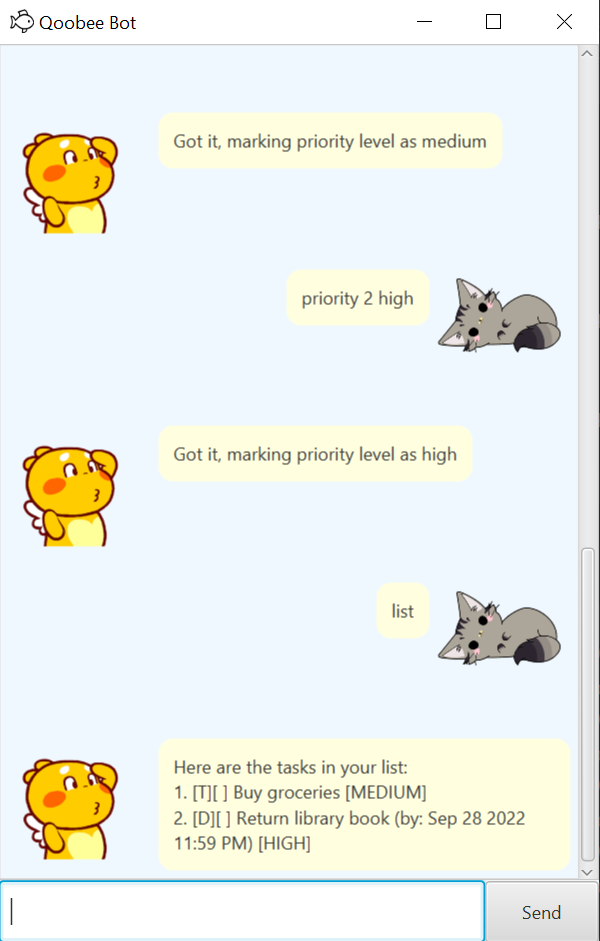 Qoobee Bot
Got it, marking priority level as medium
priority 2 high
Got it, marking priority level as high
list
Here are the tasks in your list:
1. [T][ ] Buy groceries [MEDIUM]
2. [D][ ] Return library book (by: Sep 28 2022
11:59 PM) [HIGH]
Send